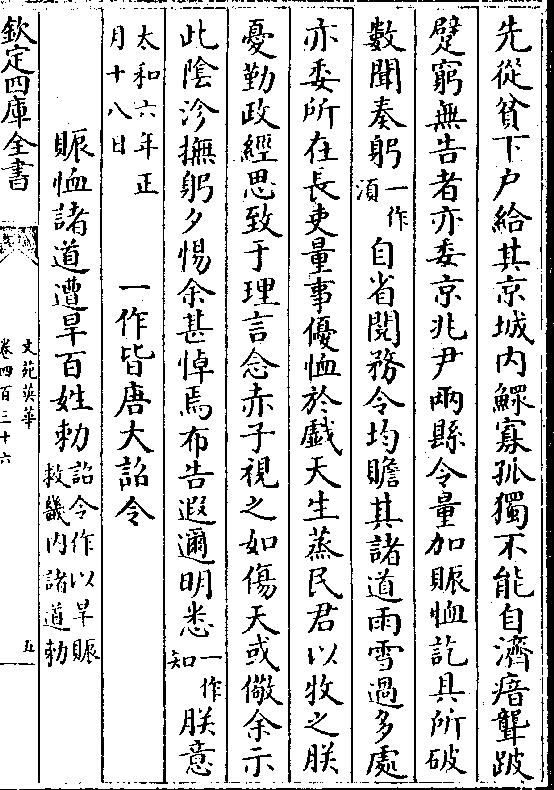 先從貧下户給其京城内鰥寡孤獨不能自濟瘖聾跛
躄窮無告者亦委京兆尹兩縣令量加賑恤訖具所破
數聞奏躬一作須自省閲務令均贍其諸道雨雪過多處
亦委所在長吏量事優恤於戲天生蒸民君以牧之朕
憂勤政經思致于理言念赤子視之如傷天或儆余示
此陰沴撫躬夕惕余甚悼焉布告遐邇明悉一作知朕意
太和六年正月十八日 一作皆唐大詔令
賑恤諸道遭旱百姓勅詔令作以旱賑救畿内諸道勅
欽定四庫全書
文苑英華
卷四百三十六
五